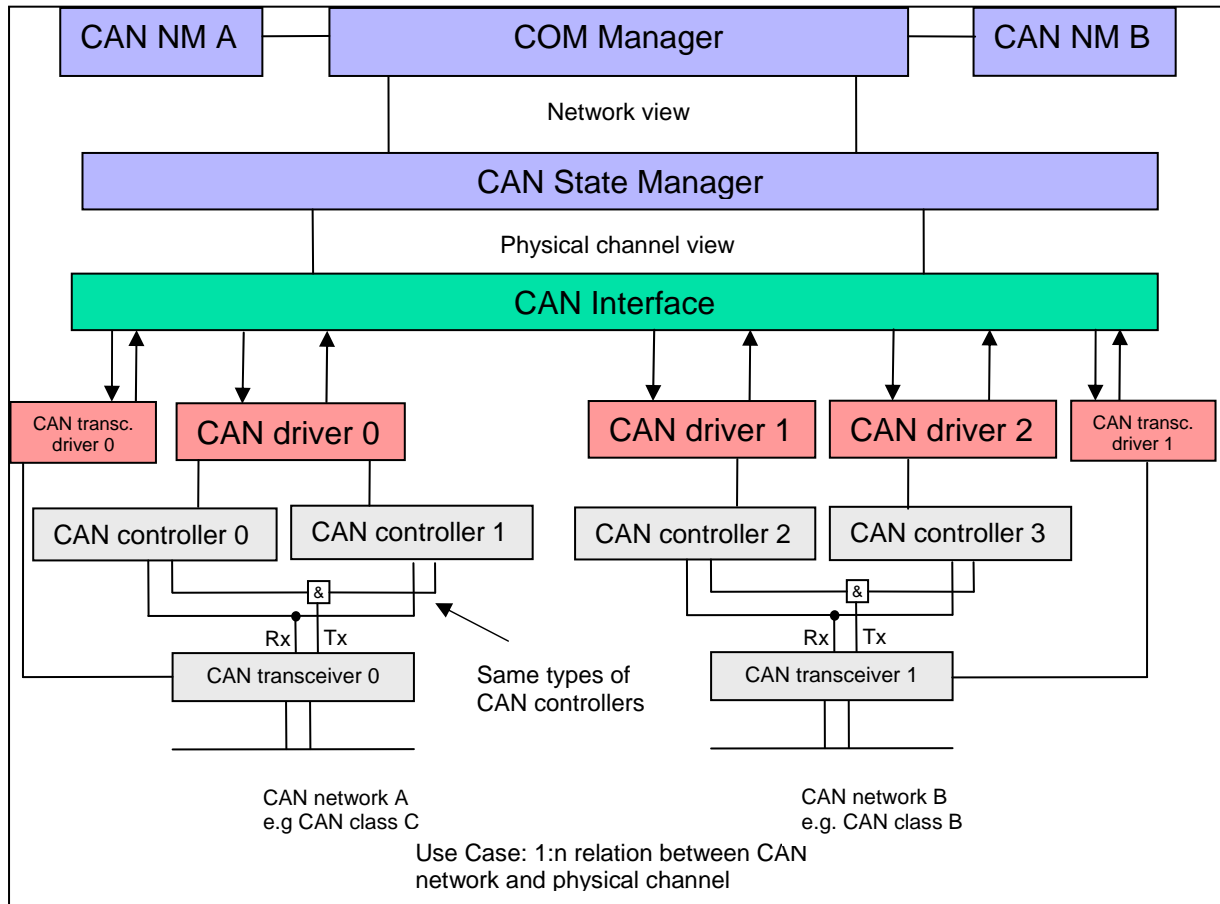 CAN NM A
COM Manager
CAN NM B
Network view
CAN State Manager
Physical channel view
CAN Interface
CAN transc.
driver 0
CAN driver 0
CAN driver 1
CAN driver 2
CAN transc.
driver 1
CAN controller 0
CAN controller 1
CAN controller 2
CAN controller 3
&
&
Rx
Tx
Rx
Tx
CAN transceiver 0
Same types of
CAN controllers
CAN transceiver 1
CAN network A
e.g CAN class C
CAN network B
e.g. CAN class B
Use Case: 1:n relation between CAN
network and physical channel